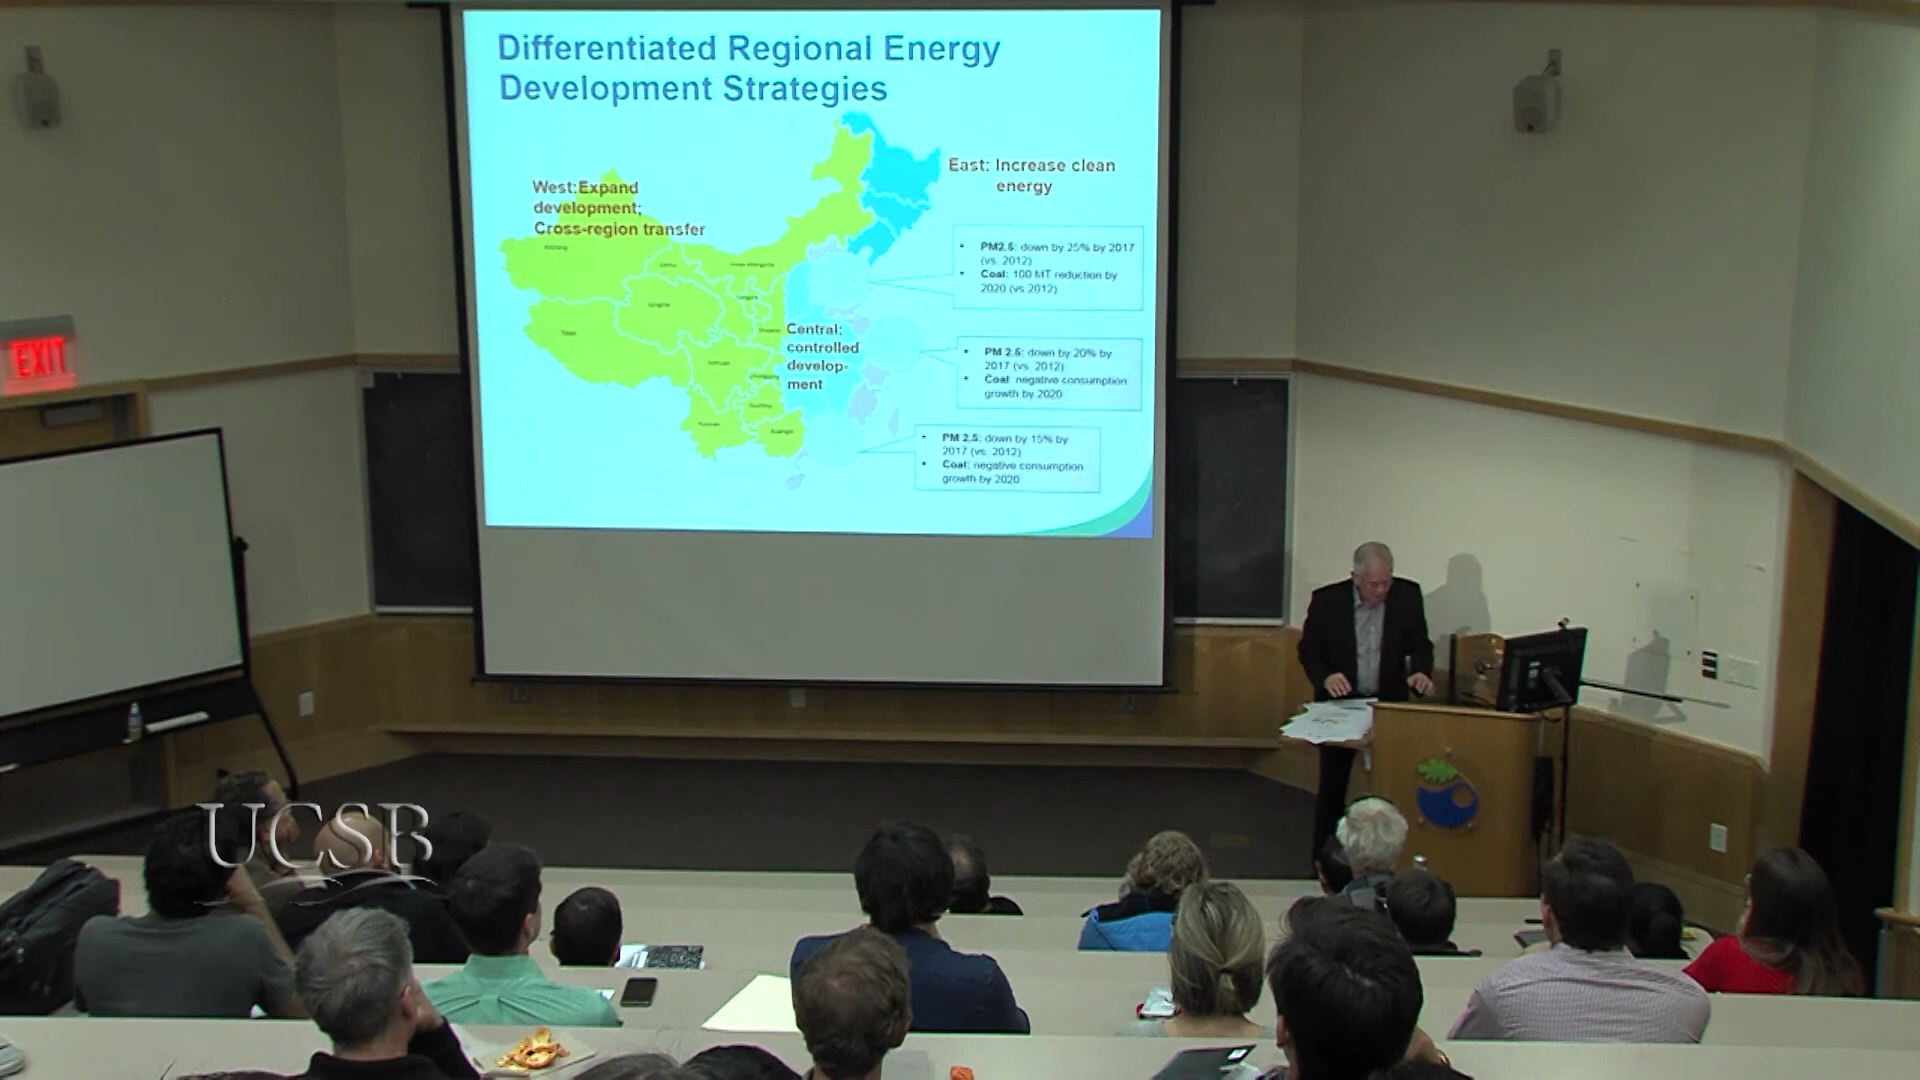 Differentiated Regional Energy
Development Strategies
West:Expand
development;
Cross-region transfer
East: Increase clean
energy
Central:
controlled
develop-
ment
• PM2.5: down by 25% by 2017
(vs. 2012)
• Coal: 100 MT reduction by
2020 (vs 2012)
• PM 2.5: down by 20% by
2017 (vs. 2012)
• Coal: negative consumption
growth by 2020
• PM 2.5: down by 15% by
2017 (vs. 2012)
• Coal: negative consumption
growth by 2020
Qinghai
Tibet
Yunnan
EXIT
UCSB